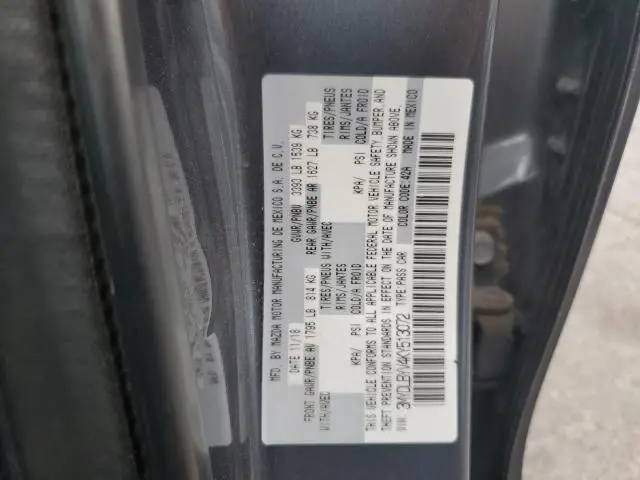 MFD. BY MAZDA MOTOR MANUFACTURING DE MEXICO S.A. DE C.V.
DATE 11/18 GVWR/PNBV 3393 LB 1539 KG
FRONT GAWR/PNBE AV 1795 LB 814 KG REAR GAWR/PNBE AR 1627 LB 738 KG
WITH/AVEC TIRES/PNEUS WITH/AVEC TIRES/PNEUS
RIMS/JANTES RIMS/JANTES
KPA/ PSI COLD/A FROID KPA/ PSI COLD/A FROID
THIS VEHICLE CONFORMS TO ALL APPLICABLE FEDERAL MOTOR VEHICLE SAFETY, BUMPER, AND
THEFT PREVENTION STANDARDS IN EFFECT ON THE DATE OF MANUFACTURE SHOWN ABOVE.
COLOR CODE 42A MADE IN MEXICO
3MVDLBYV4KY513072 TYPE:PASS CAR